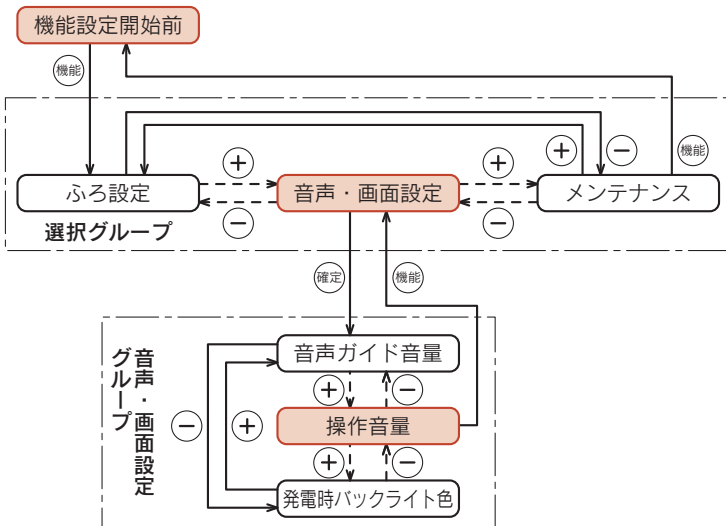 機能設定開始前
機能
＋
＋
＋
－
機能
ふろ設定
音声・画面設定
メンテナンス
－
－
選択グループ
確定
機能
音声・画面設定
グループ
音声ガイド音量
＋
－
－
＋
操作音量
＋
－
発電時バックライト色